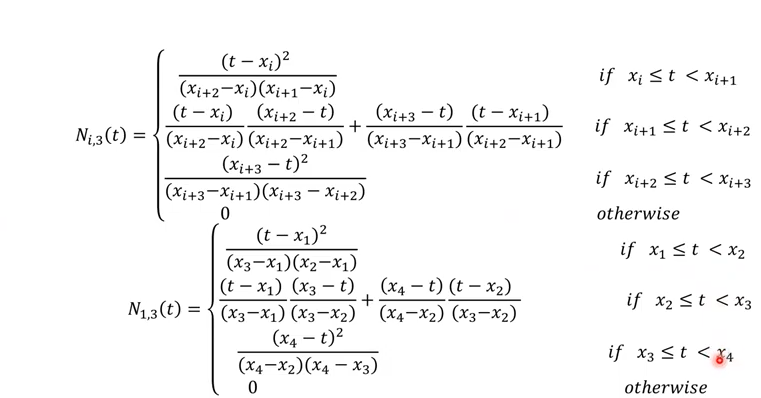 N_{i,3}(t) = { (t − x_i)^2 / (x_{i+2}−x_i)(x_{i+1}−x_i)    if x_i ≤ t < x_{i+1}
(t − x_i)/(x_{i+2}−x_i) (x_{i+2} − t)/(x_{i+2}−x_{i+1}) + (x_{i+3} − t)/(x_{i+3}−x_{i+1}) (t − x_{i+1})/(x_{i+2}−x_{i+1})    if x_{i+1} ≤ t < x_{i+2}
(x_{i+3} − t)^2 / (x_{i+3}−x_{i+1})(x_{i+3} − x_{i+2})    if x_{i+2} ≤ t < x_{i+3}
0    otherwise
N_{1,3}(t) = { (t − x_1)^2 / (x_3−x_1)(x_2−x_1)    if x_1 ≤ t < x_2
(t − x_1)/(x_3−x_1) (x_3 − t)/(x_3−x_2) + (x_4 − t)/(x_4−x_2) (t − x_2)/(x_3−x_2)    if x_2 ≤ t < x_3
(x_4 − t)^2 / (x_4−x_2)(x_4 − x_3)    if x_3 ≤ t < x_4
0    otherwise